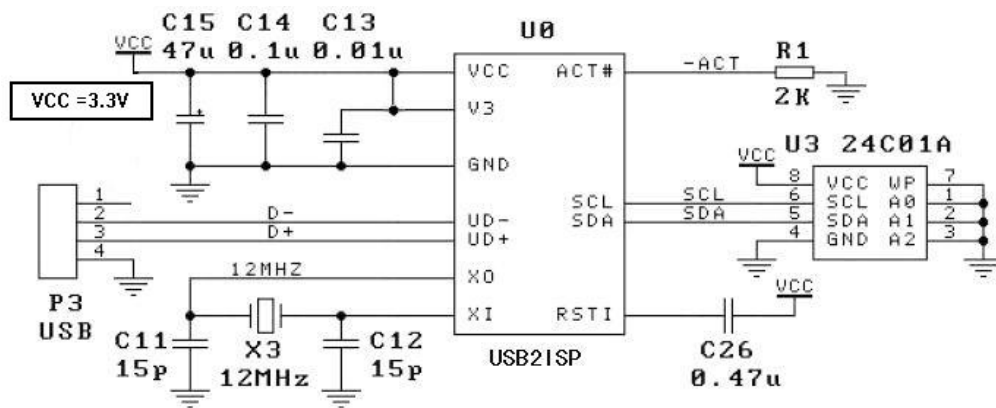 C15 C14 C13
47u 0.1u 0.01u
VCC
VCC =3.3V
U0
VCC ACT#
V3
GND
SCL
SDA
UD-
UD+
XO
XI RSTI
USB2ISP
-ACT
R1
2K
U3 24C01A
VCC
8 VCC WP 7
6 SCL A0 1
5 SDA A1 2
4 GND A2 3
SCL
SDA
1
2
3
4
D-
D+
P3
USB
12MHZ
C11
15p
X3
12MHz
C12
15p
VCC
C26
0.47u